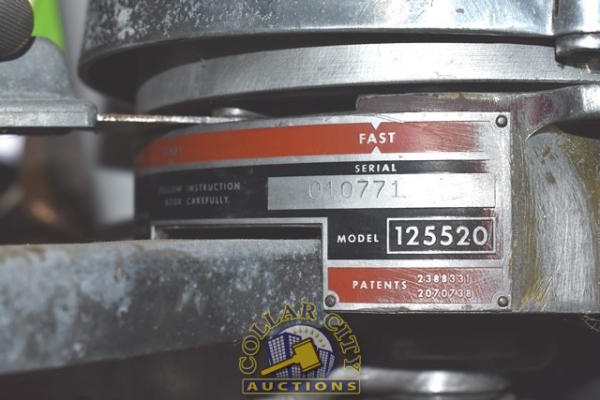 FAST
SERIAL
FOLLOW INSTRUCTION
BOOK CAREFULLY.
010771
MODEL 125520
PATENTS 2388331
2070738
COLLAR CITY
AUCTIONS